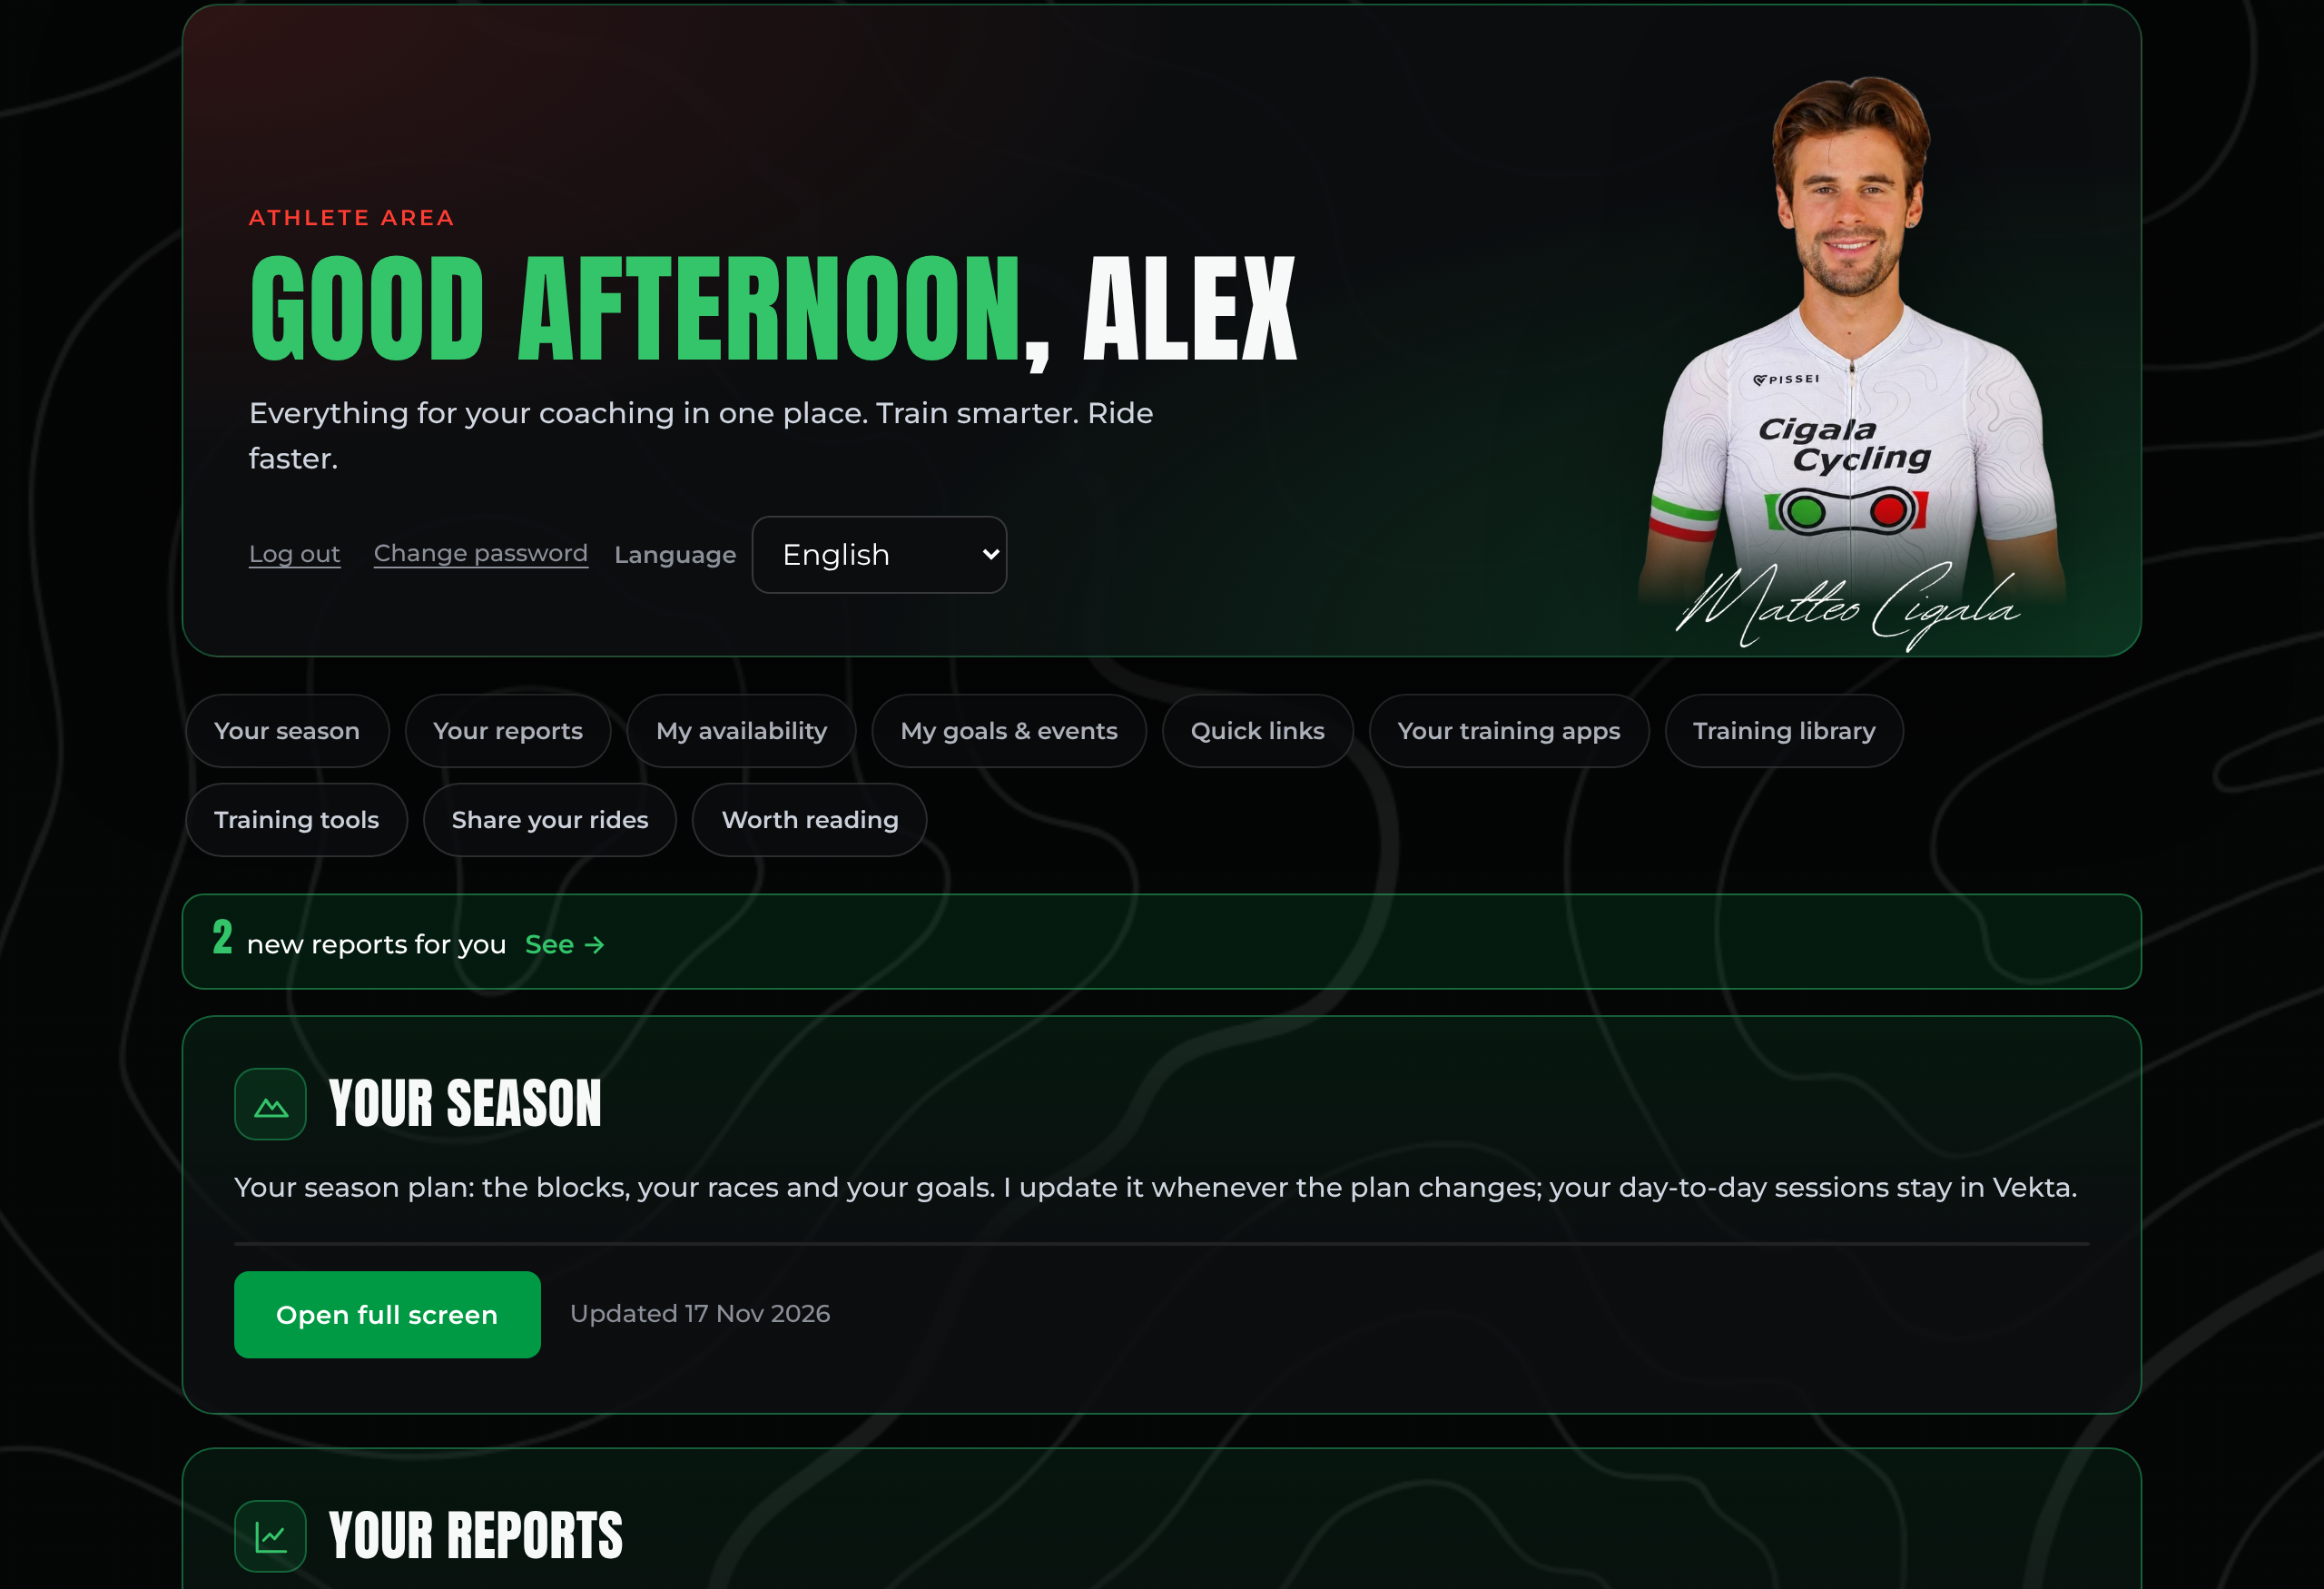 ATHLETE AREA
GOOD AFTERNOON, ALEX
Everything for your coaching in one place. Train smarter. Ride
faster.
Log out Change password Language English
PISSEI
Cigala
Cycling
Matteo Cigala
Your season Your reports My availability My goals & events Quick links Your training apps Training library
Training tools Share your rides Worth reading
2 new reports for you See →
YOUR SEASON
Your season plan: the blocks, your races and your goals. I update it whenever the plan changes; your day-to-day sessions stay in Vekta.
Open full screen Updated 17 Nov 2026
YOUR REPORTS